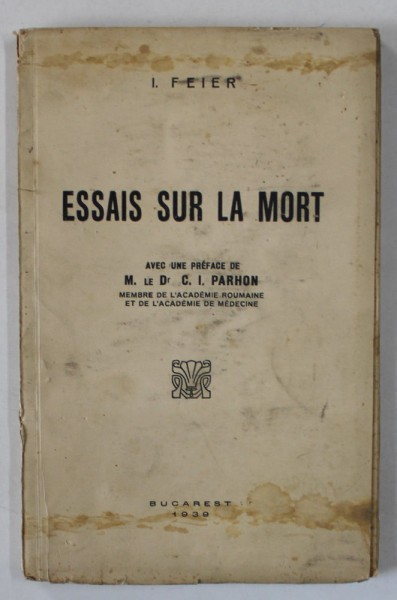 I. FEIER
ESSAIS SUR LA MORT
AVEC UNE PRÉFACE DE
M. LE Dr C. I. PARHON
MEMBRE DE L'ACADÉMIE ROUMAINE
ET DE L'ACADÉMIE DE MÉDECINE
BUCAREST
1939